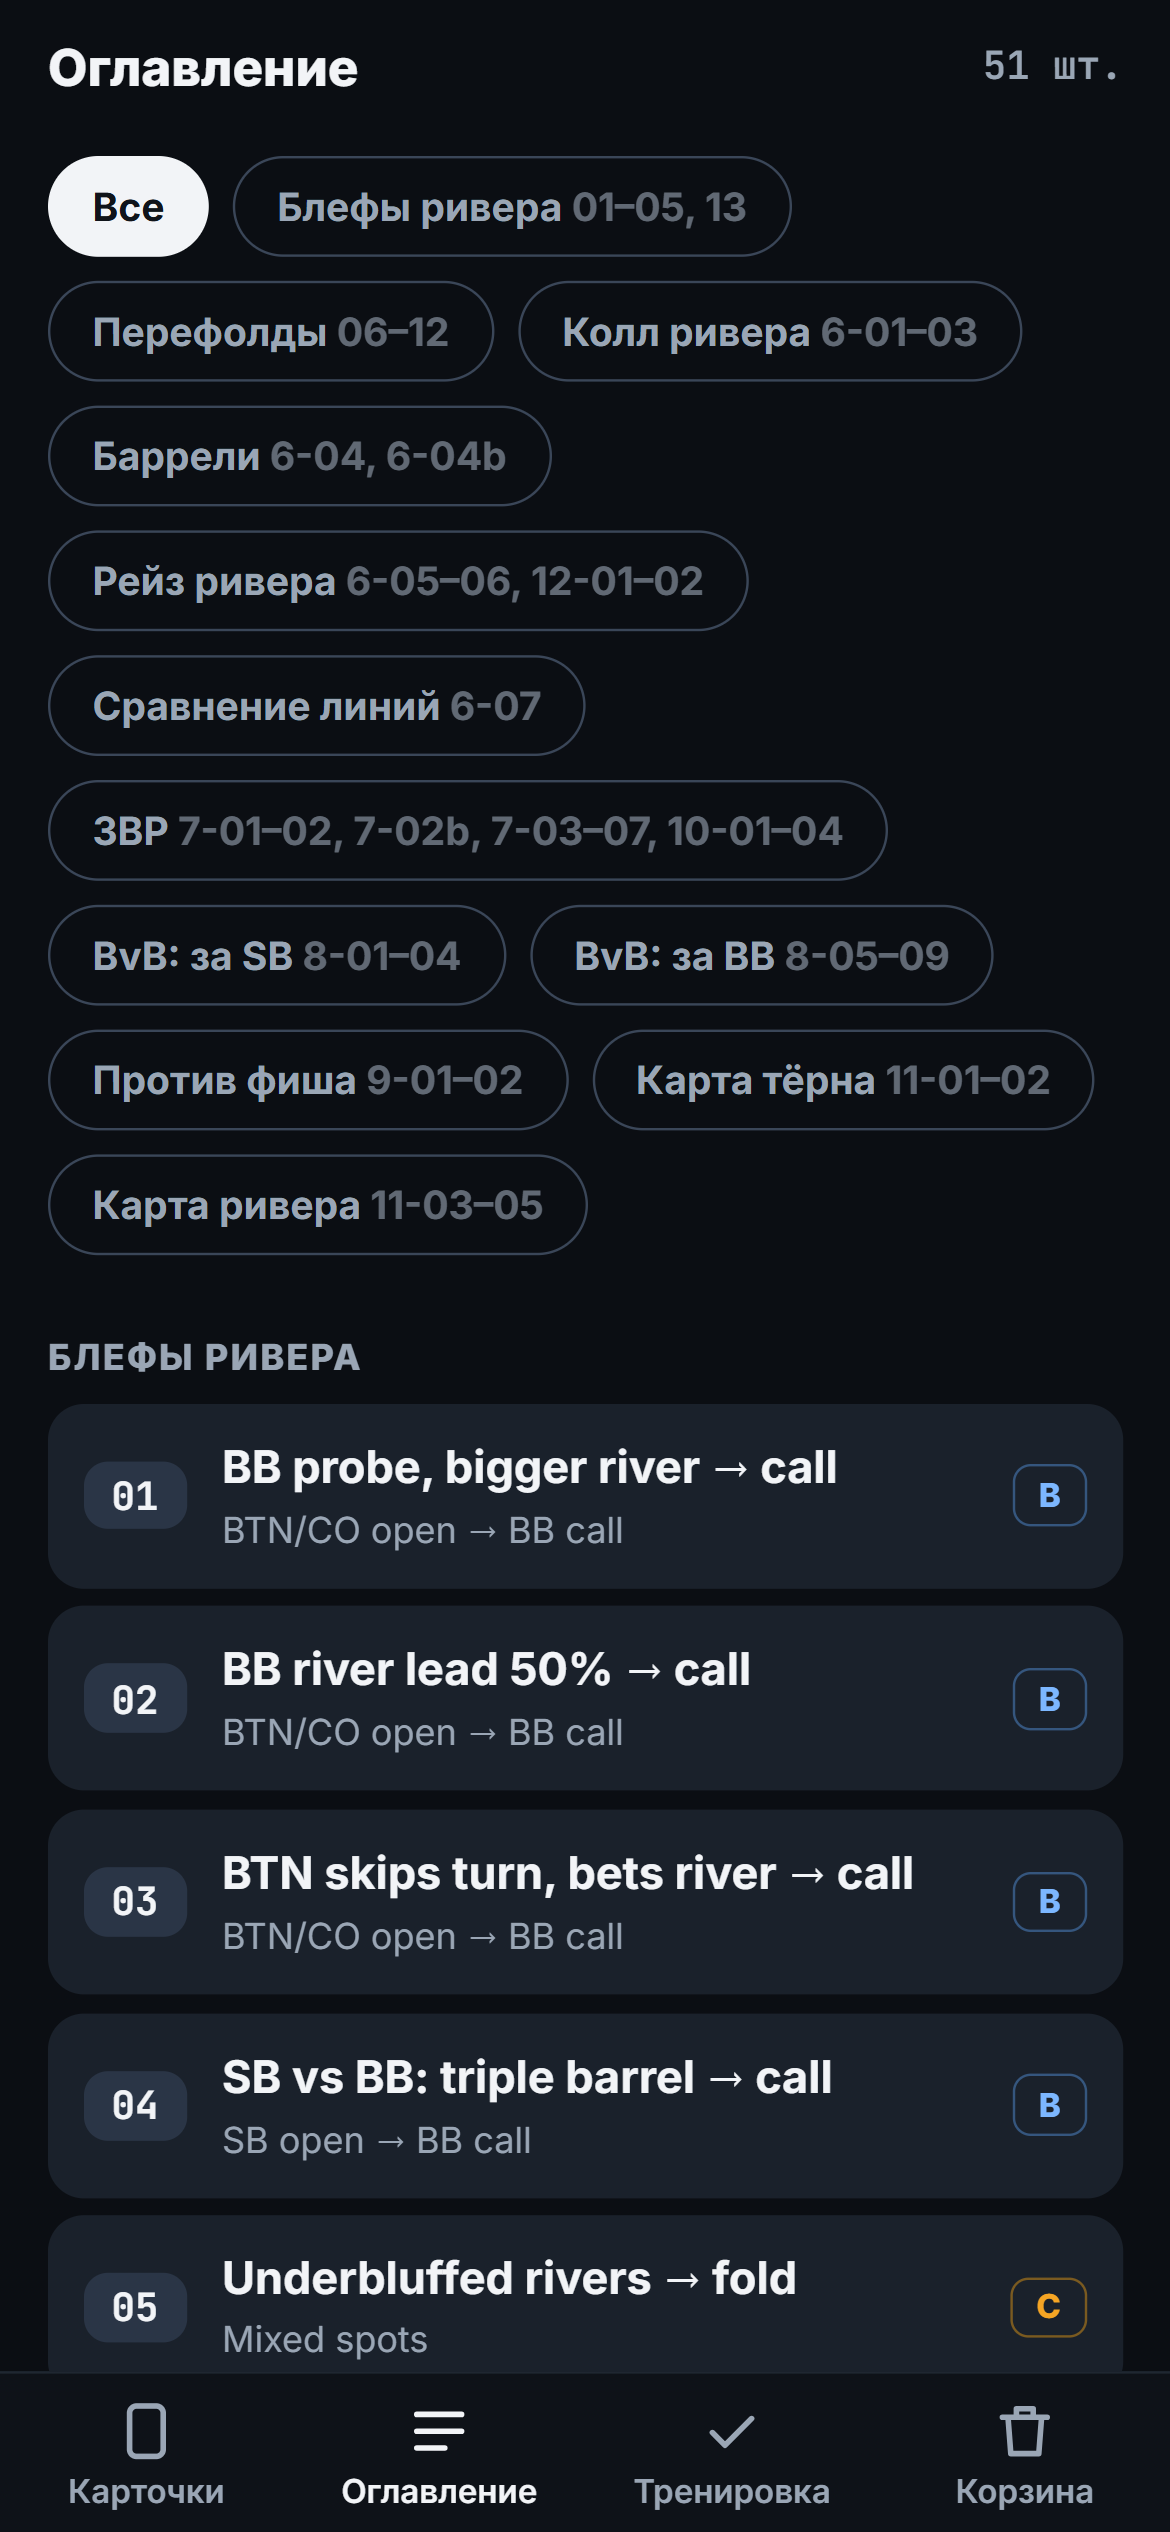 Оглавление
51 шт.
Все
Блефы ривера 01–05, 13
Перефолды 06–12
Колл ривера 6-01–03
Баррели 6-04, 6-04b
Рейз ривера 6-05–06, 12-01–02
Сравнение линий 6-07
3BP 7-01–02, 7-02b, 7-03–07, 10-01–04
BvB: за SB 8-01–04
BvB: за BB 8-05–09
Против фиша 9-01–02
Карта тёрна 11-01–02
Карта ривера 11-03–05
БЛЕФЫ РИВЕРА
01
BB probe, bigger river → call
BTN/CO open → BB call
B
02
BB river lead 50% → call
BTN/CO open → BB call
B
03
BTN skips turn, bets river → call
BTN/CO open → BB call
B
04
SB vs BB: triple barrel → call
SB open → BB call
B
05
Underbluffed rivers → fold
Mixed spots
C
Карточки
Оглавление
Тренировка
Корзина